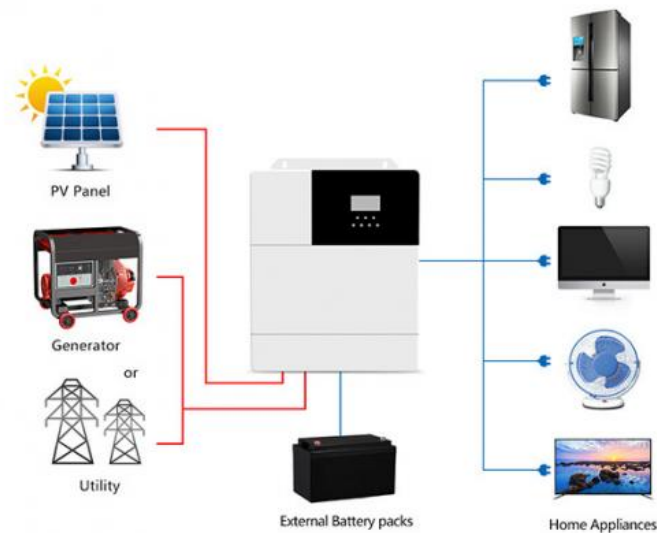 PV Panel
Generator
or
Utility
External Battery packs
Home Appliances